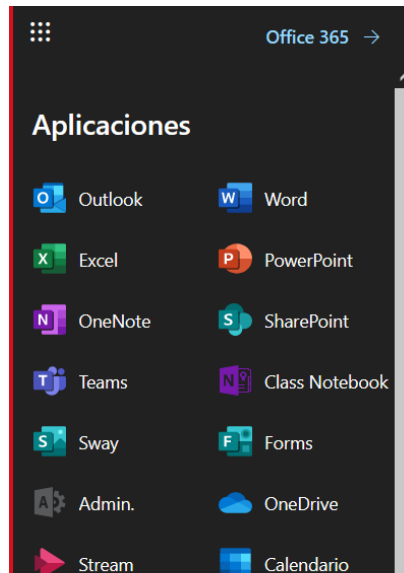 Office 365 →
Aplicaciones
Outlook Word
Excel PowerPoint
OneNote SharePoint
Teams Class Notebook
Sway Forms
Admin. OneDrive
Stream Calendario